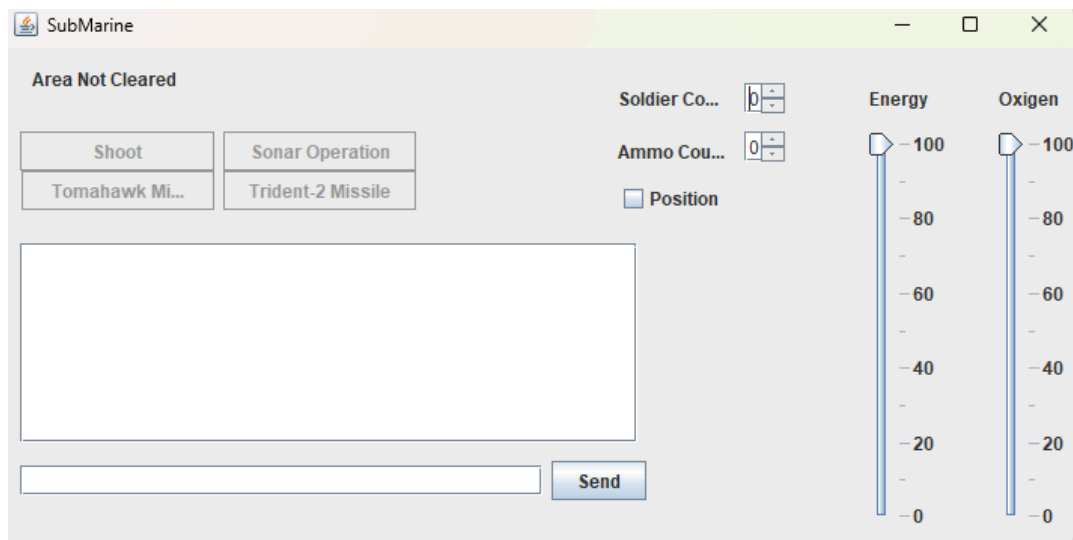 SubMarine
Area Not Cleared
Soldier Co... 0
Energy
Oxigen
Shoot
Sonar Operation
Ammo Cou... 0
Tomahawk Mi...
Trident-2 Missile
Position
100
80
60
40
20
0
100
80
60
40
20
0
Send